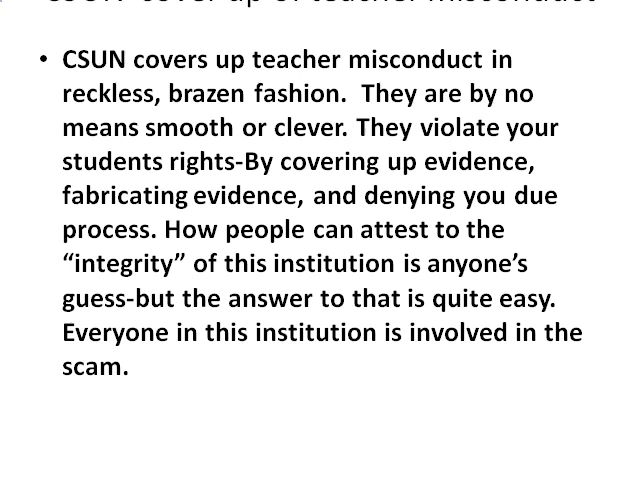 CSUN cover up of teacher misconduct
• CSUN covers up teacher misconduct in
reckless, brazen fashion.  They are by no
means smooth or clever. They violate your
students rights-By covering up evidence,
fabricating evidence, and denying you due
process. How people can attest to the
“integrity” of this institution is anyone’s
guess-but the answer to that is quite easy.
Everyone in this institution is involved in the
scam.